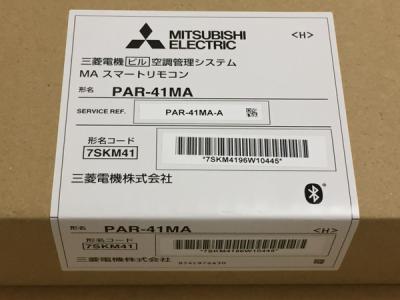 MITSUBISHI
ELECTRIC
<H>
三菱電機 ビル 空調管理システム
MA スマートリモコン
形名 PAR-41MA
SERVICE REF. PAR-41MA-A
形名コード
7SKM41
*7SKM4196W10445*
三菱電機株式会社
形名 PAR-41MA <H>
形名コード
7SKM41
*7SKM4196W10445*
三菱電機株式会社